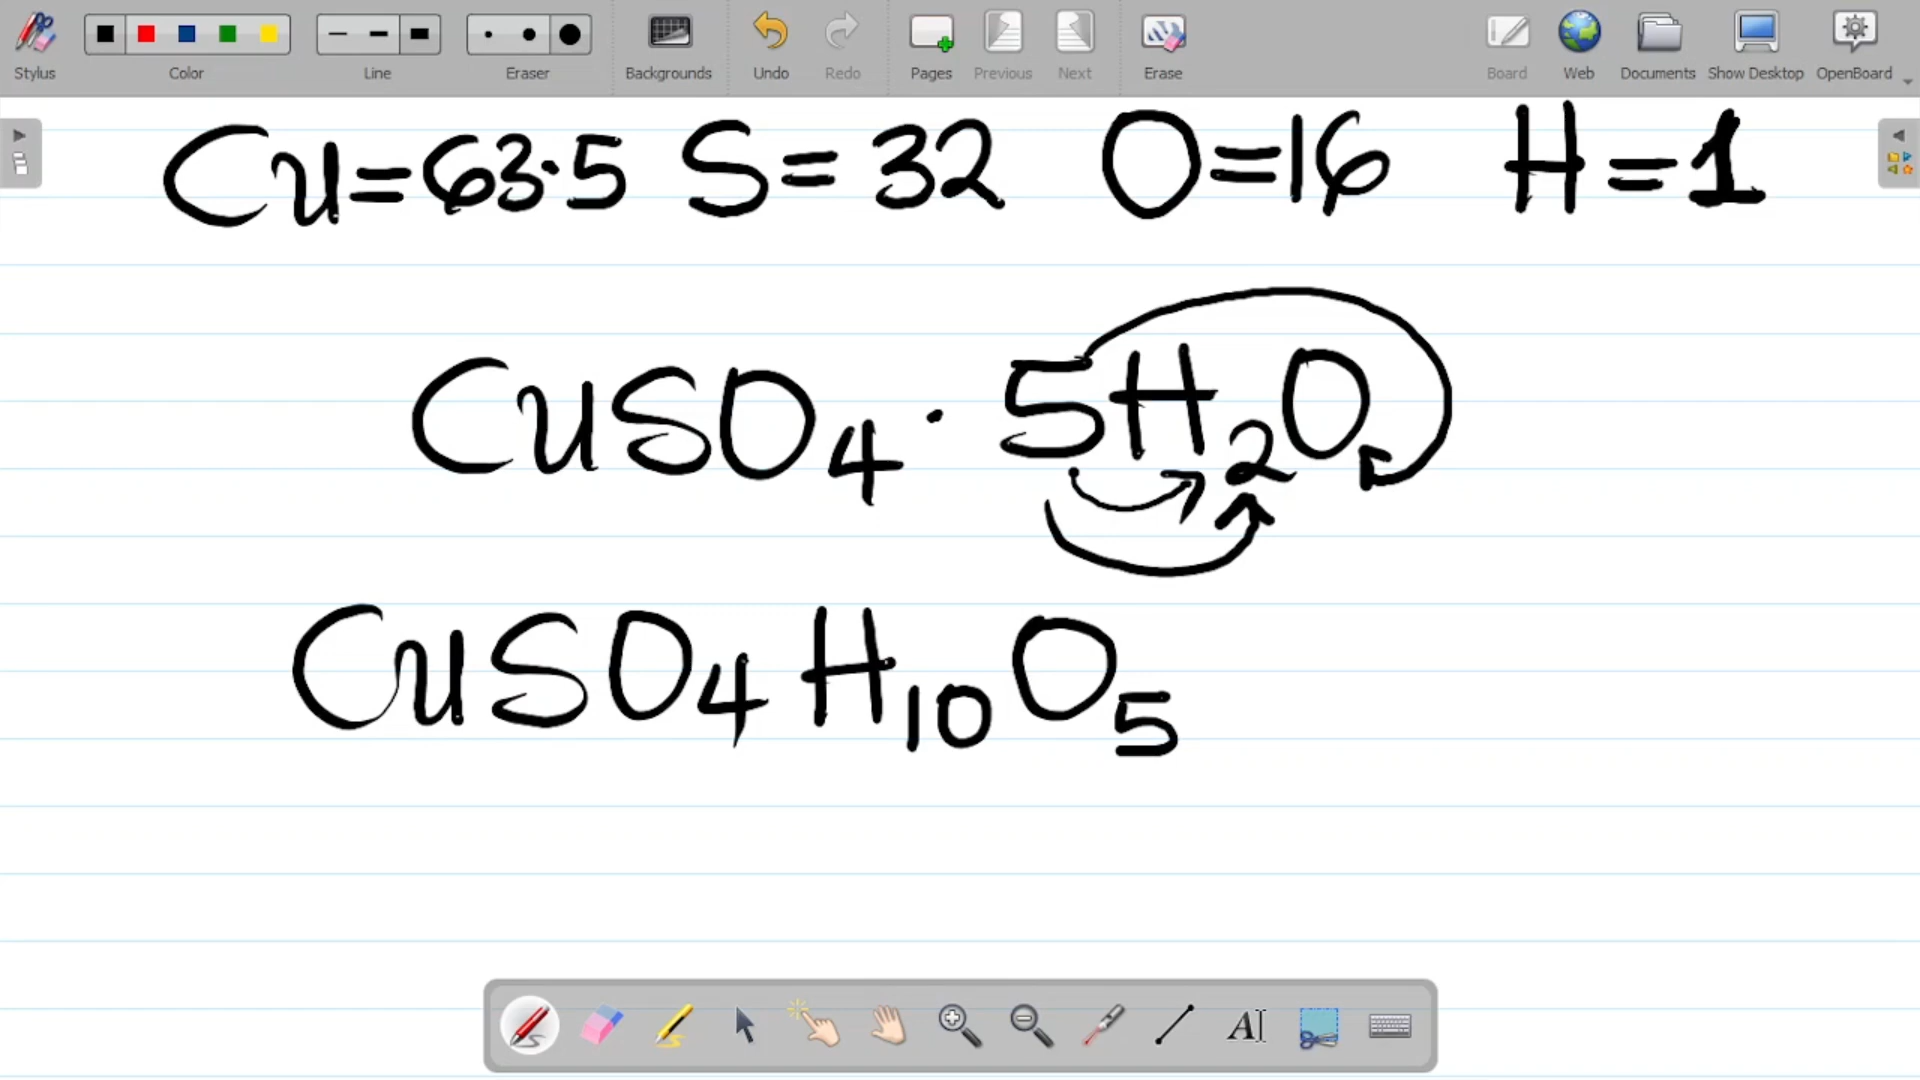 Stylus Color Line Eraser Backgrounds Undo Redo Pages Previous Next Erase Board Web Documents Show Desktop OpenBoard
Cu=63·5 S=32 O=16 H=1
CuSO₄·5H₂O
CuSO₄H₁₀O₅